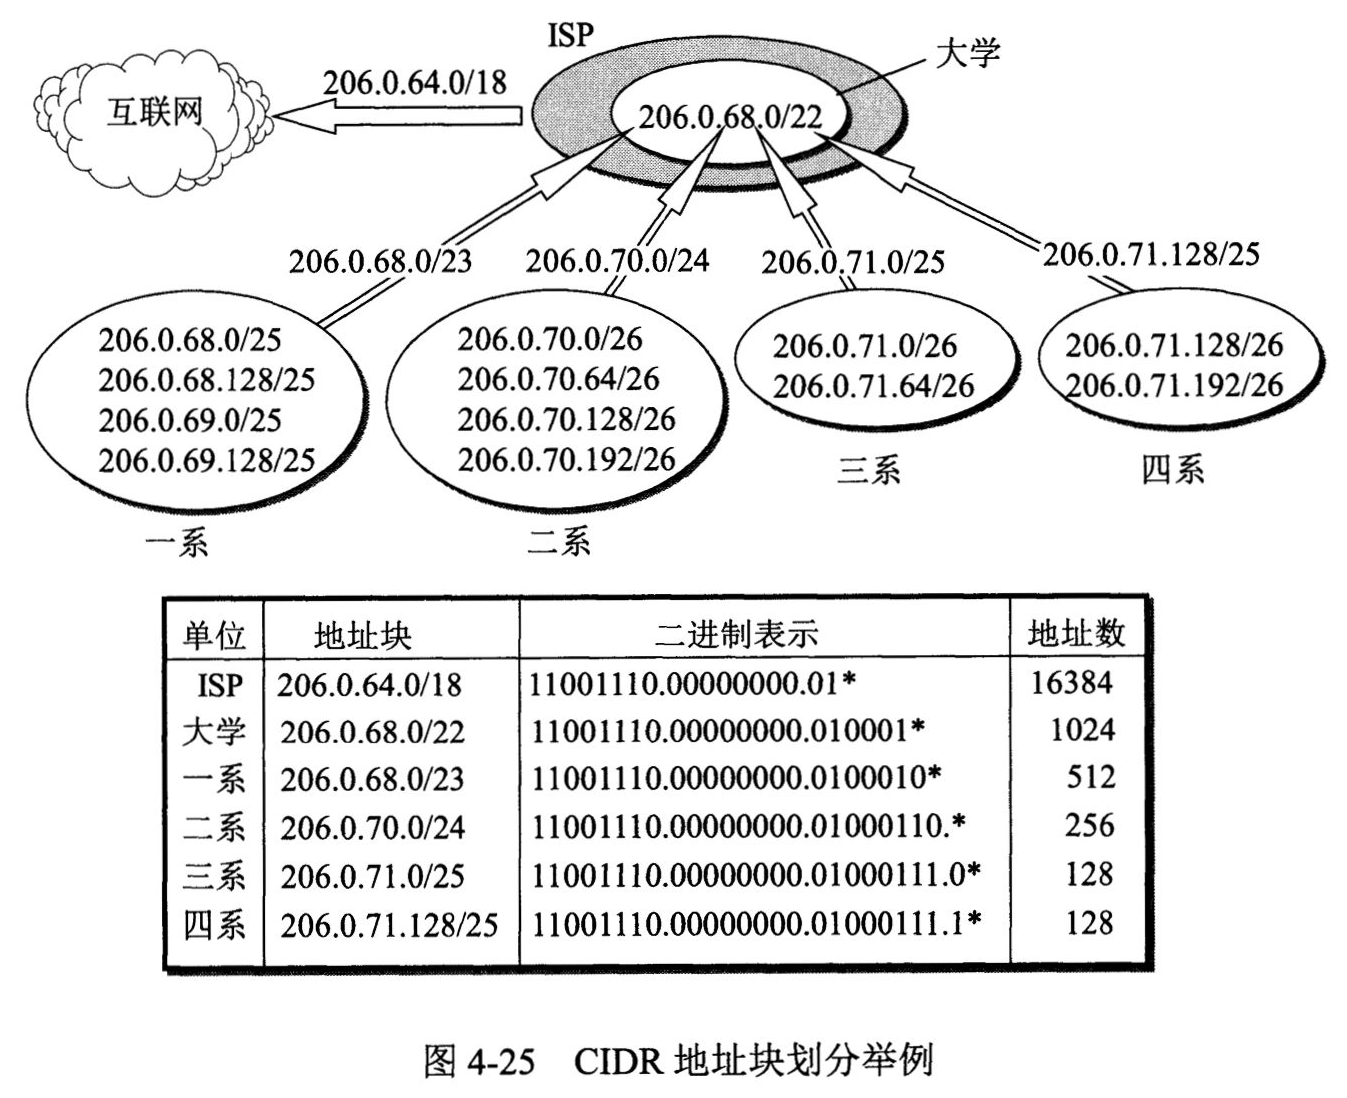 ISP
大学
206.0.64.0/18
互联网
206.0.68.0/22
206.0.68.0/23
206.0.70.0/24
206.0.71.0/25
206.0.71.128/25
206.0.68.0/25
206.0.68.128/25
206.0.69.0/25
206.0.69.128/25
一系
206.0.70.0/26
206.0.70.64/26
206.0.70.128/26
206.0.70.192/26
二系
206.0.71.0/26
206.0.71.64/26
三系
206.0.71.128/26
206.0.71.192/26
四系
单位 地址块 二进制表示 地址数
ISP 206.0.64.0/18 11001110.00000000.01* 16384
大学 206.0.68.0/22 11001110.00000000.010001* 1024
一系 206.0.68.0/23 11001110.00000000.0100010* 512
二系 206.0.70.0/24 11001110.00000000.01000110.* 256
三系 206.0.71.0/25 11001110.00000000.01000111.0* 128
四系 206.0.71.128/25 11001110.00000000.01000111.1* 128
图 4-25 CIDR 地址块划分举例